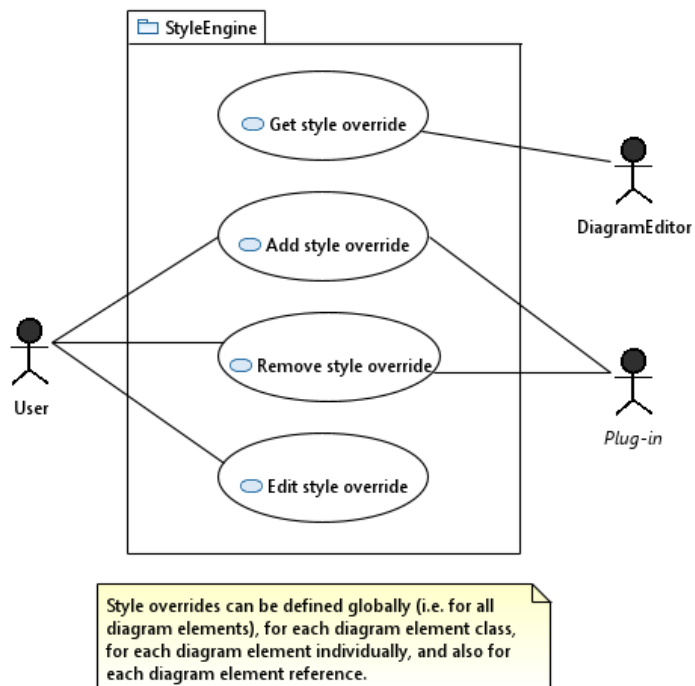 StyleEngine
Get style override
DiagramEditor
Add style override
User
Remove style override
Plug-in
Edit style override
Style overrides can be defined globally (i.e. for all
diagram elements), for each diagram element class,
for each diagram element individually, and also for
each diagram element reference.